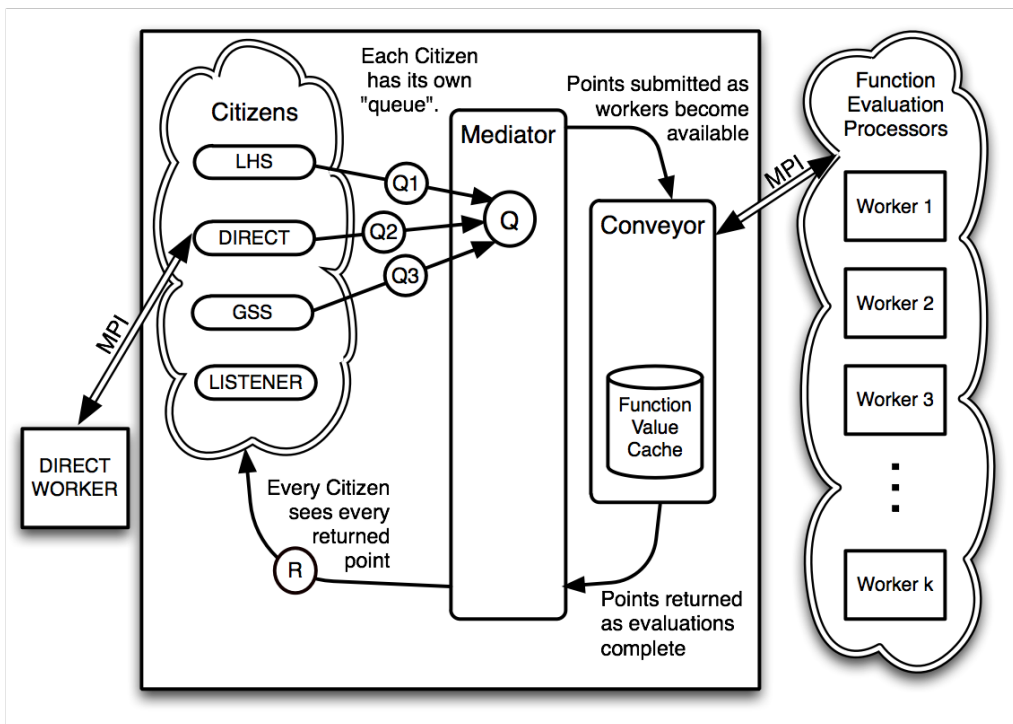 Each Citizen
has its own
"queue".
Citizens
LHS
DIRECT
GSS
LISTENER
Q1
Q2
Q3
Mediator
Q
Points submitted as
workers become
available
Conveyor
Function
Value
Cache
MPI
Function
Evaluation
Processors
Worker 1
Worker 2
Worker 3
Worker k
MPI
DIRECT
WORKER
Every Citizen
sees every
returned
point
R
Points returned
as evaluations
complete